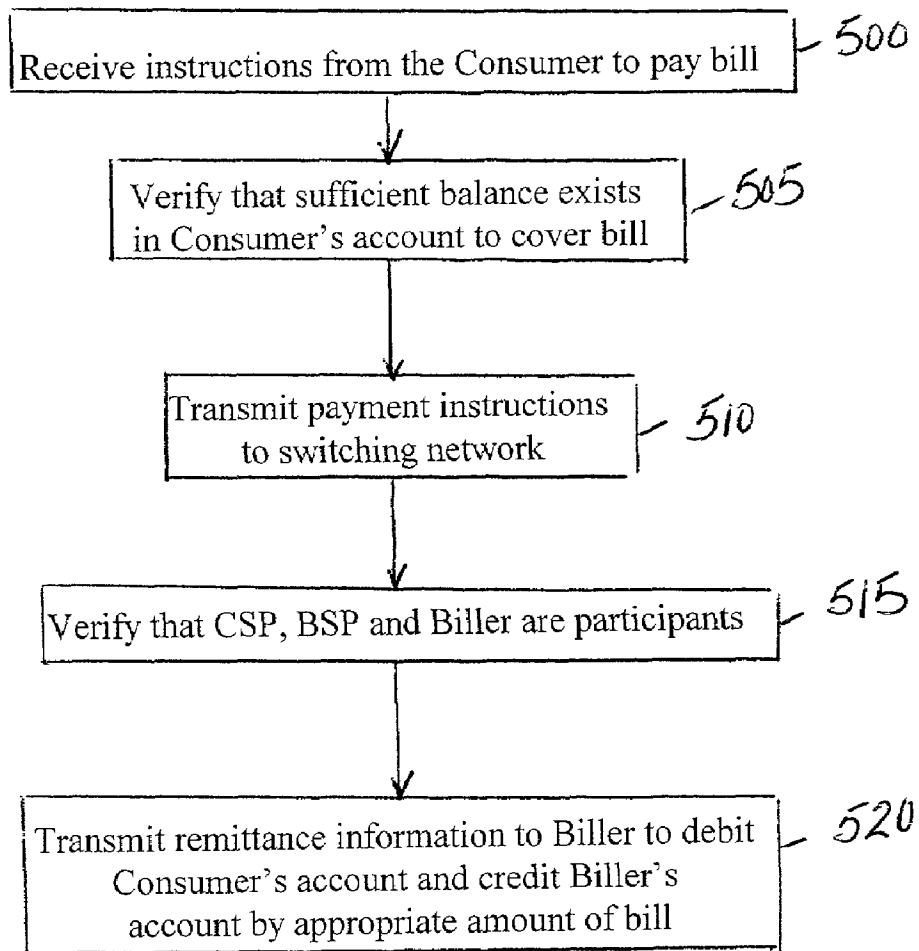 Receive instructions from the Consumer to pay bill
500
Verify that sufficient balance exists
in Consumer's account to cover bill
505
Transmit payment instructions
to switching network
510
Verify that CSP, BSP and Biller are participants
515
Transmit remittance information to Biller to debit
Consumer's account and credit Biller's
account by appropriate amount of bill
520